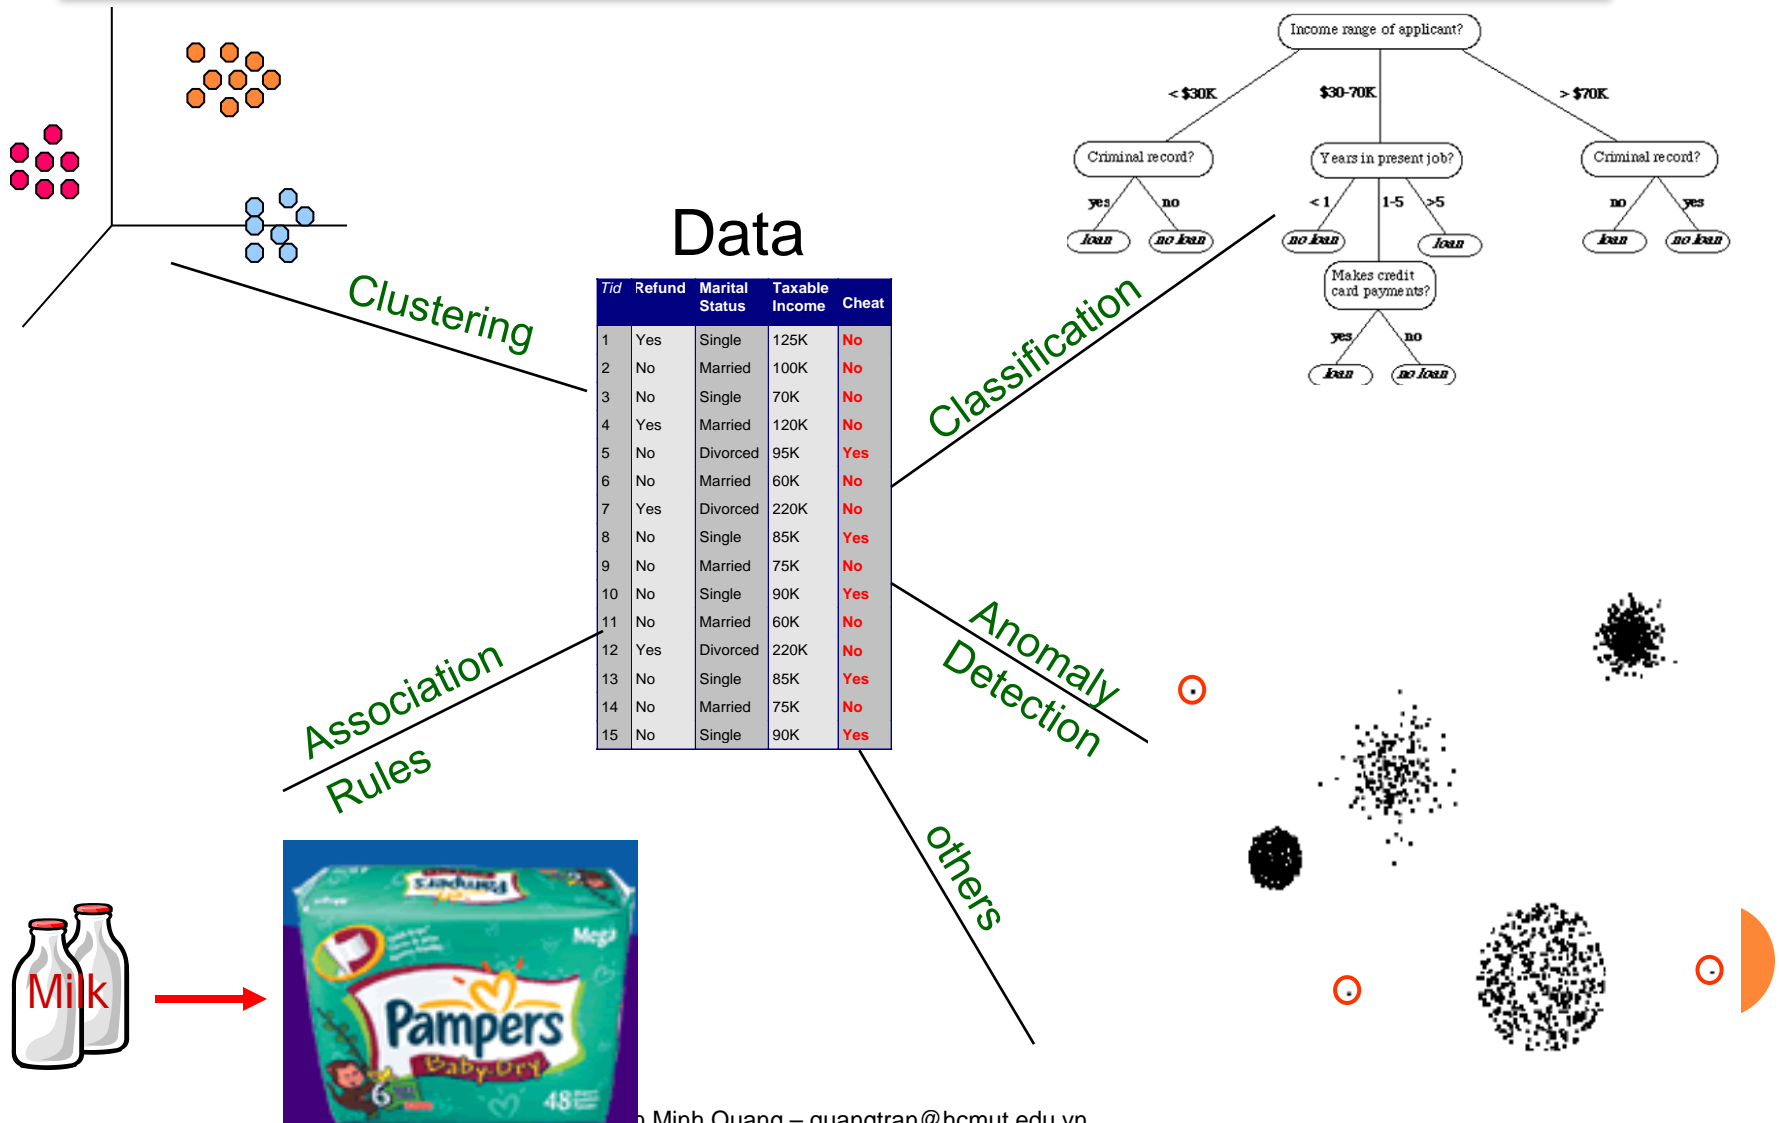 Income range of applicant?
< $30K
$30-70K
> $70K
Criminal record?
Years in present job?
Criminal record?
yes
no
< 1
1-5
>5
no
yes
loan
no loan
no loan
loan
loan
no loan
Makes credit
card payments?
yes
no
loan
no loan
Data
Clustering
Classification
Tid Refund Marital Status Taxable Income Cheat
1 Yes Single 125K No
2 No Married 100K No
3 No Single 70K No
4 Yes Married 120K No
5 No Divorced 95K Yes
6 No Married 60K No
7 Yes Divorced 220K No
8 No Single 85K Yes
9 No Married 75K No
10 No Single 90K Yes
11 No Married 60K No
12 Yes Divorced 220K No
13 No Single 85K Yes
14 No Married 75K No
15 No Single 90K Yes
Association
Rules
Anomaly
Detection
others
Milk
Pampers
Mega
Pampers
Baby-Dry
6
48
Minh Quang – quangtran@hcmut.edu.vn